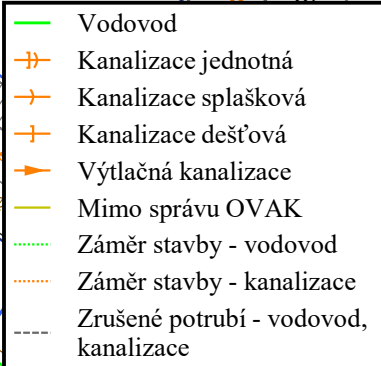 Vodovod
Kanalizace jednotná
Kanalizace splašková
Kanalizace dešťová
Výtlačná kanalizace
Mimo správu OVAK
Záměr stavby - vodovod
Záměr stavby - kanalizace
Zrušené potrubí - vodovod,
kanalizace